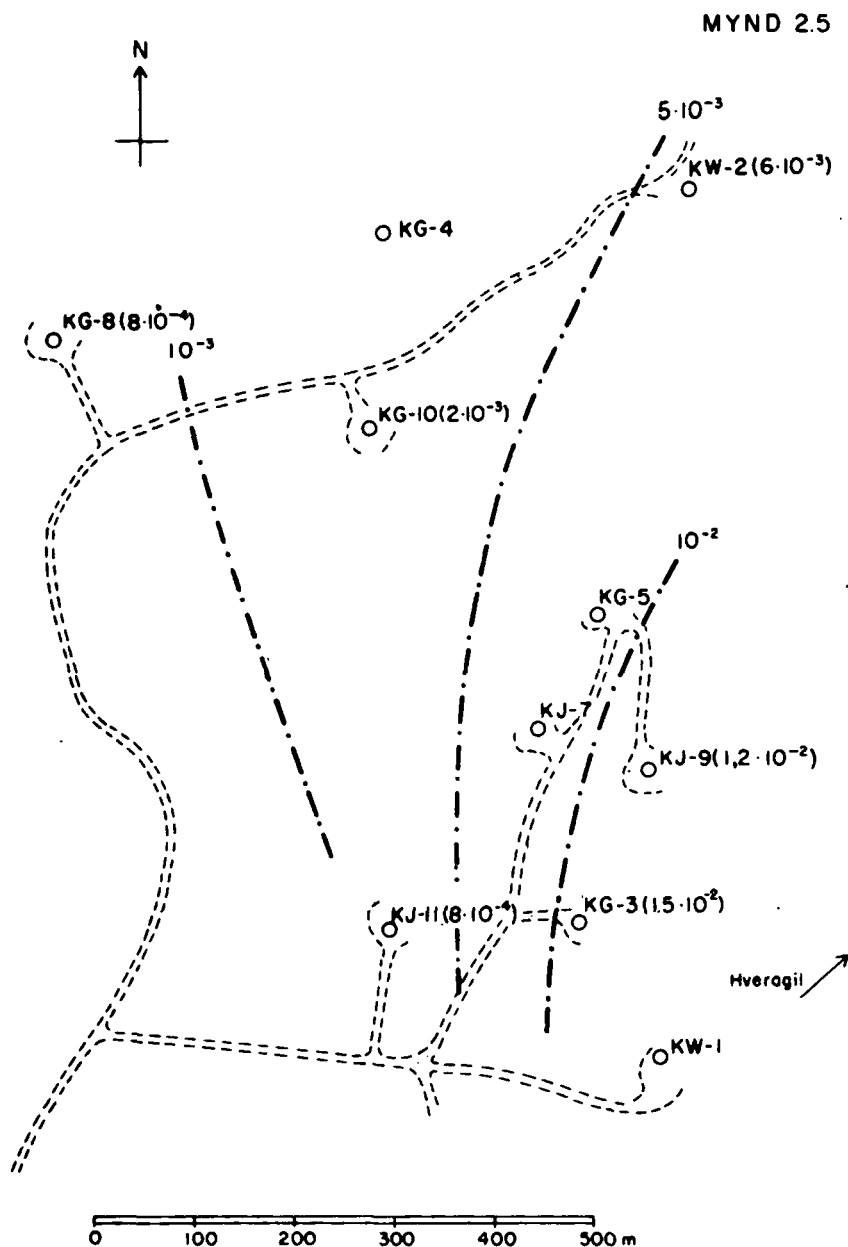 MYND 2.5
N
5·10⁻³
KW-2(6·10⁻³)
KG-4
KG-8(8·10⁻⁴)
10⁻³
KG-10(2·10⁻³)
10⁻²
KG-5
KJ-7
KJ-9(1,2·10⁻²)
KJ-11(8·10⁻⁴)
KG-3(1.5·10⁻²)
Hveragil
KW-1
0 100 200 300 400 500 m